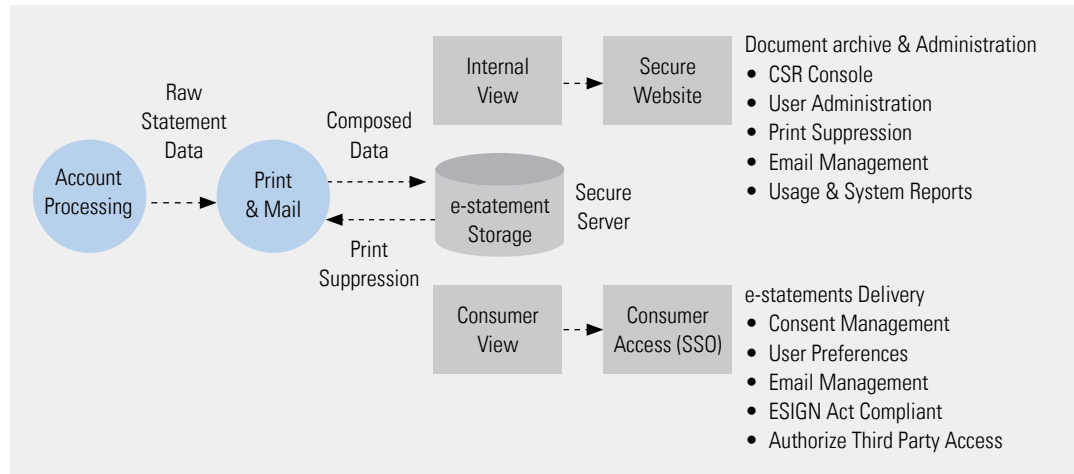 Account
Processing
Raw
Statement
Data
Print
& Mail
Composed
Data
Print
Suppression
Internal
View
Secure
Website
e-statement
Storage
Secure
Server
Consumer
View
Consumer
Access (SSO)
Document archive & Administration
• CSR Console
• User Administration
• Print Suppression
• Email Management
• Usage & System Reports
e-statements Delivery
• Consent Management
• User Preferences
• Email Management
• ESIGN Act Compliant
• Authorize Third Party Access